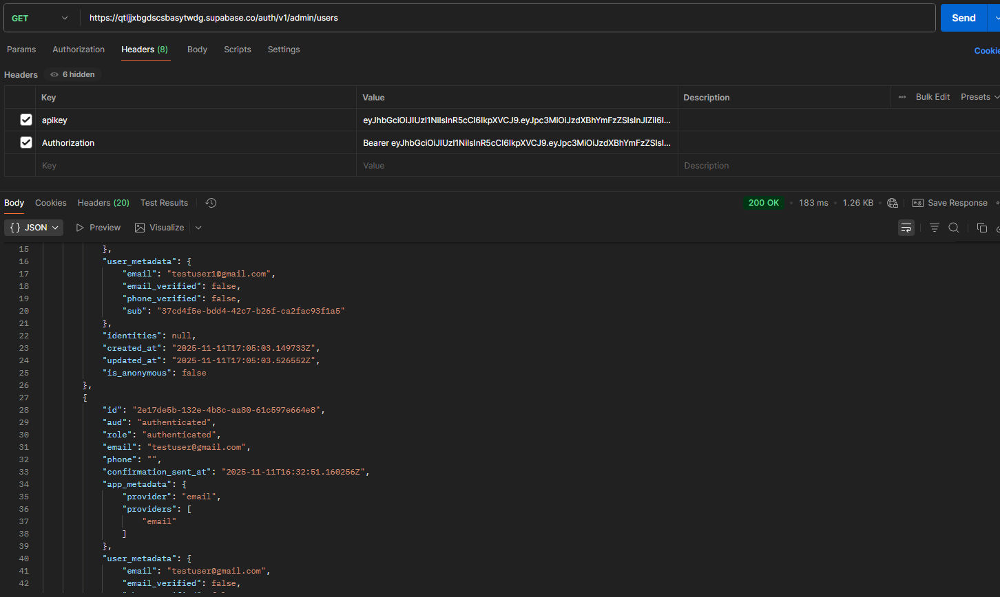 GET https://qtljjxbgdscsbasytwdg.supabase.co/auth/v1/admin/users Send
Params Authorization Headers (8) Body Scripts Settings Cookie
Headers 6 hidden
Key Value Description Bulk Edit Presets
apikey eyJhbGciOiJIUzI1NiIsInR5cCI6IkpXVCJ9.eyJpc3MiOiJzdXBhYmFzZSIsInJlZiI6I...
Authorization Bearer eyJhbGciOiJIUzI1NiIsInR5cCI6IkpXVCJ9.eyJpc3MiOiJzdXBhYmFzZSIsI...
Key Value Description
Body Cookies Headers (20) Test Results 200 OK 183 ms 1.26 KB e.g. Save Response
{} JSON Preview Visualize
15 },
16 "user_metadata": {
17 "email": "testuser1@gmail.com",
18 "email_verified": false,
19 "phone_verified": false,
20 "sub": "37cd4f5e-bdd4-42c7-b26f-ca2fac93f1a5"
21 },
22 "identities": null,
23 "created_at": "2025-11-11T17:05:03.149733Z",
24 "updated_at": "2025-11-11T17:05:03.526552Z",
25 "is_anonymous": false
26 },
27 {
28 "id": "2e17de5b-132e-4b8c-aa80-61c597e664e8",
29 "aud": "authenticated",
30 "role": "authenticated",
31 "email": "testuser@gmail.com",
32 "phone": "",
33 "confirmation_sent_at": "2025-11-11T16:32:51.160256Z",
34 "app_metadata": {
35 "provider": "email",
36 "providers": [
37 "email"
38 ]
39 },
40 "user_metadata": {
41 "email": "testuser@gmail.com",
42 "email_verified": false,